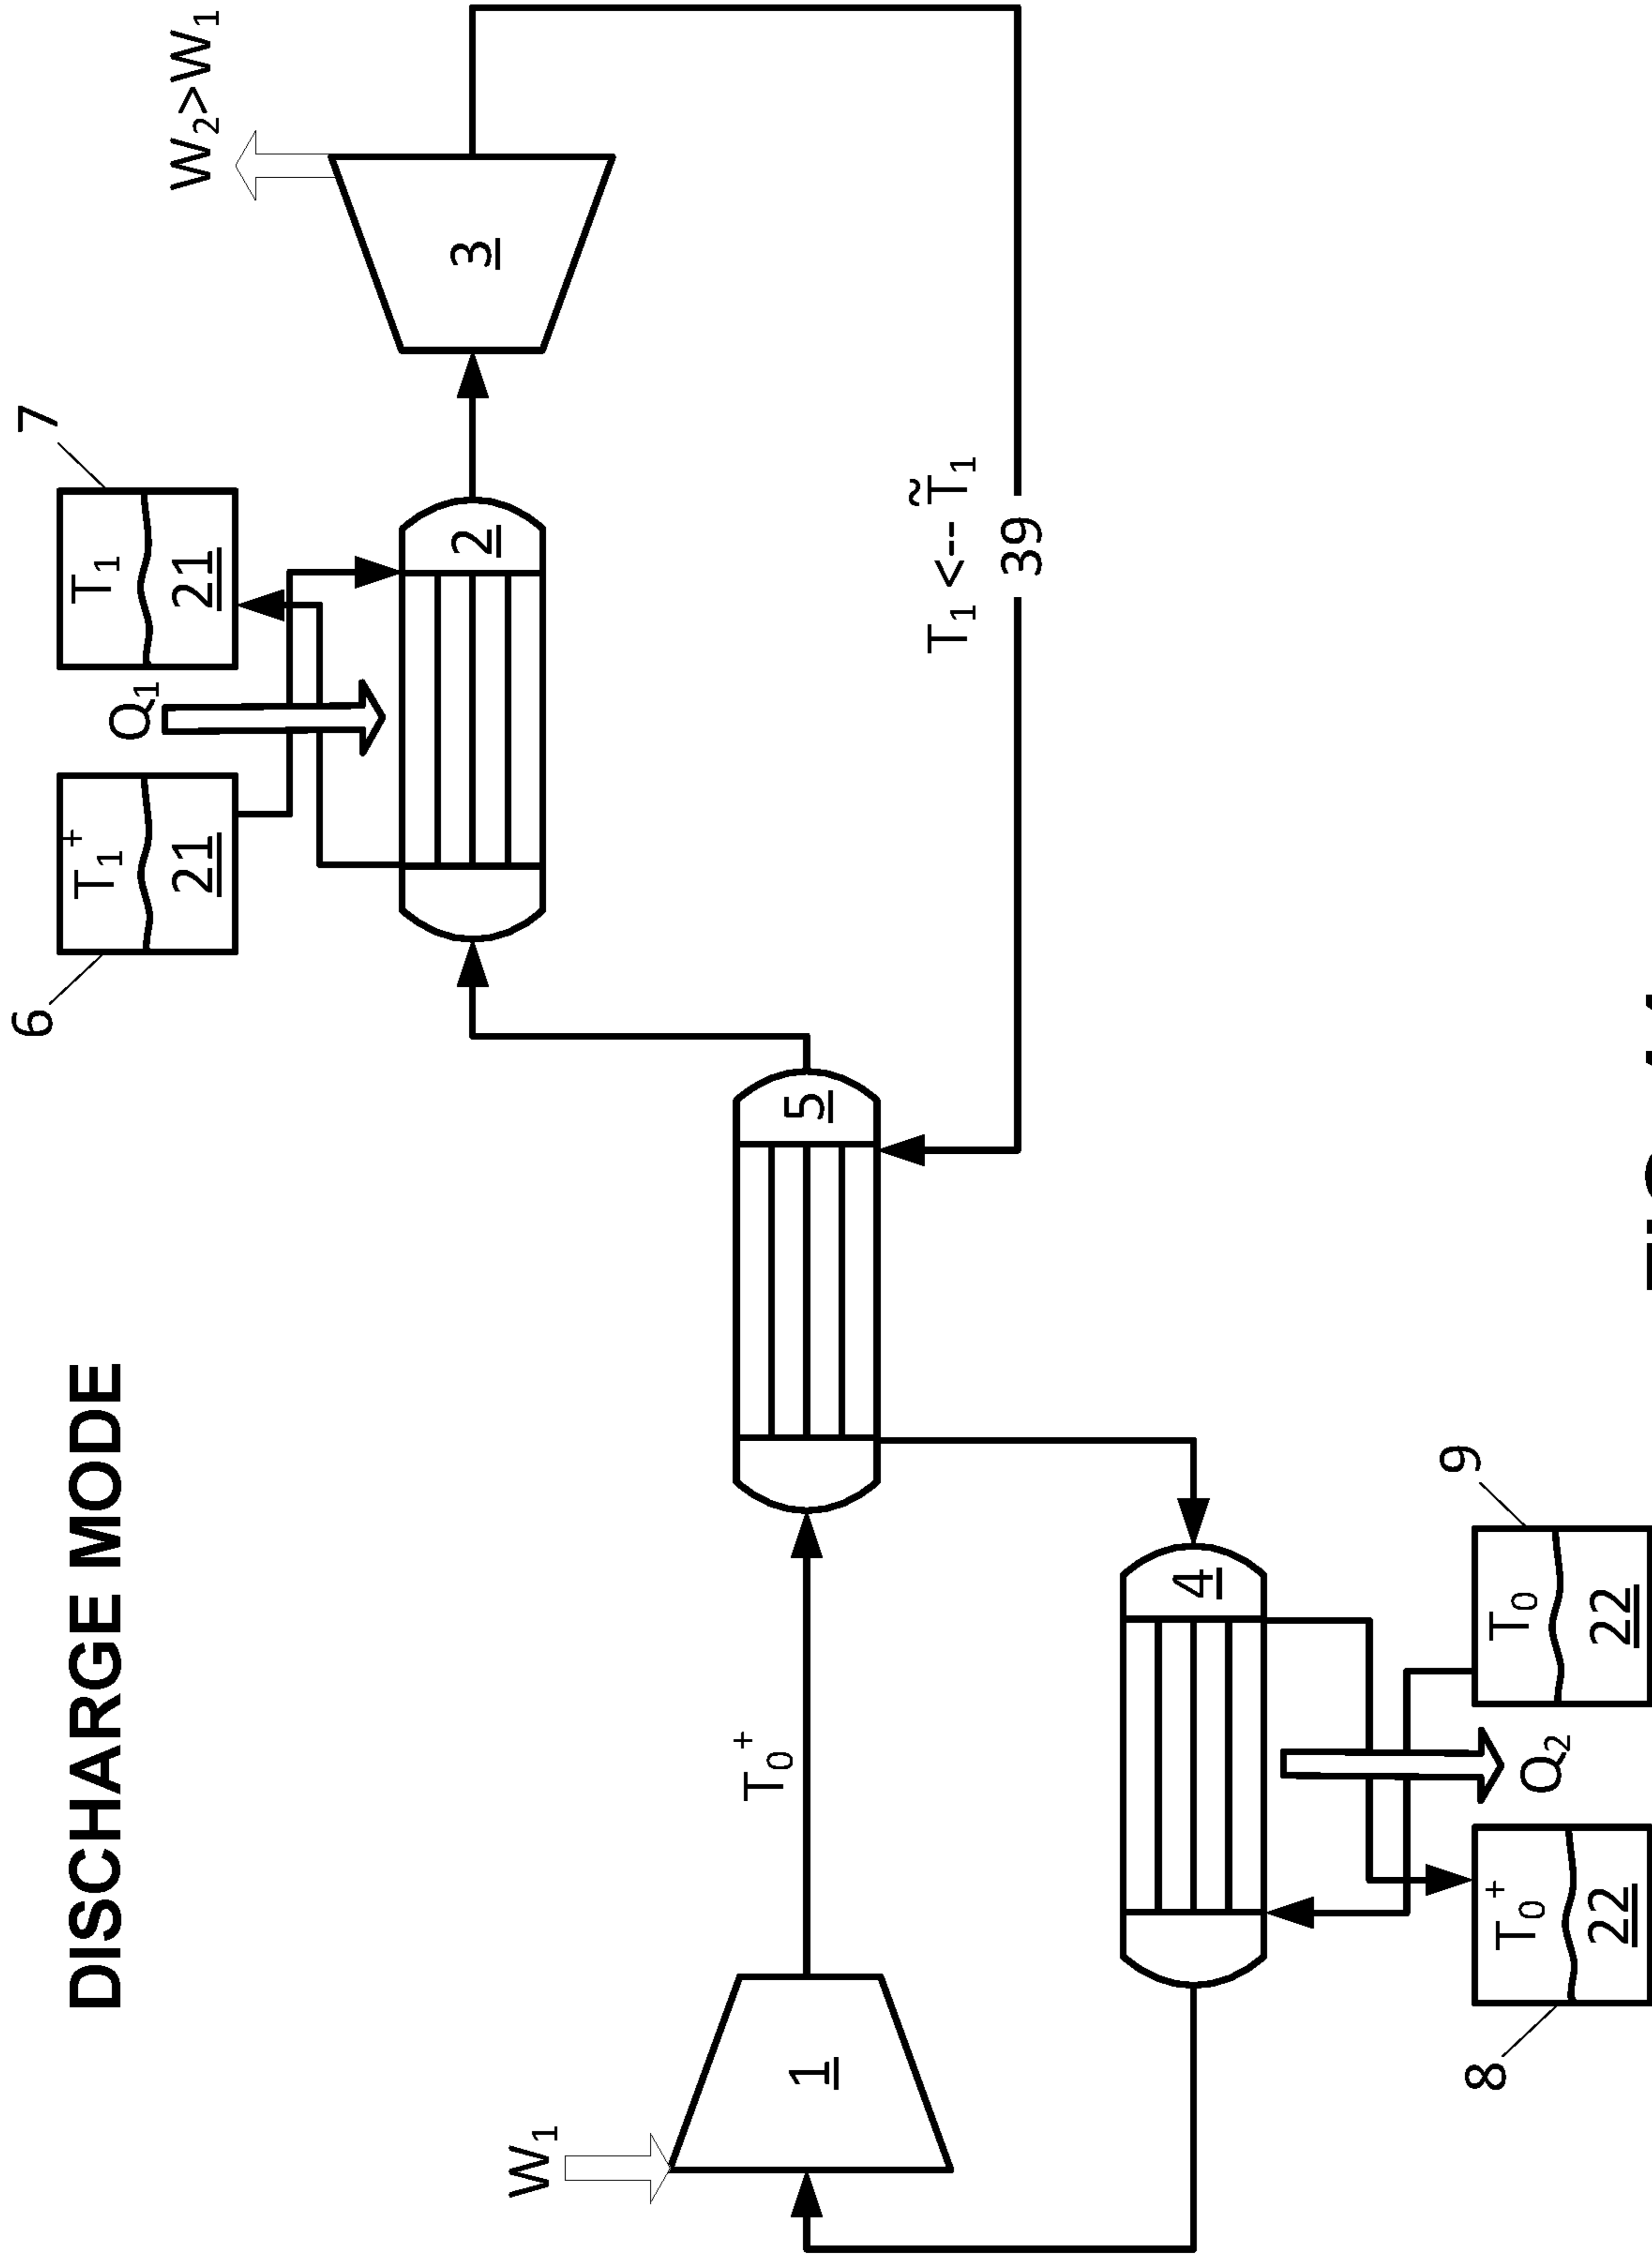 DISCHARGE MODE
6
T₁⁺
21
Q₁
T₁
21
7
W₂>W₁
2
3
5
T₁ <-- T̃₁
39
W₁
1
T₀⁺
4
8
T₀⁺
22
Q₂
T₀
22
9